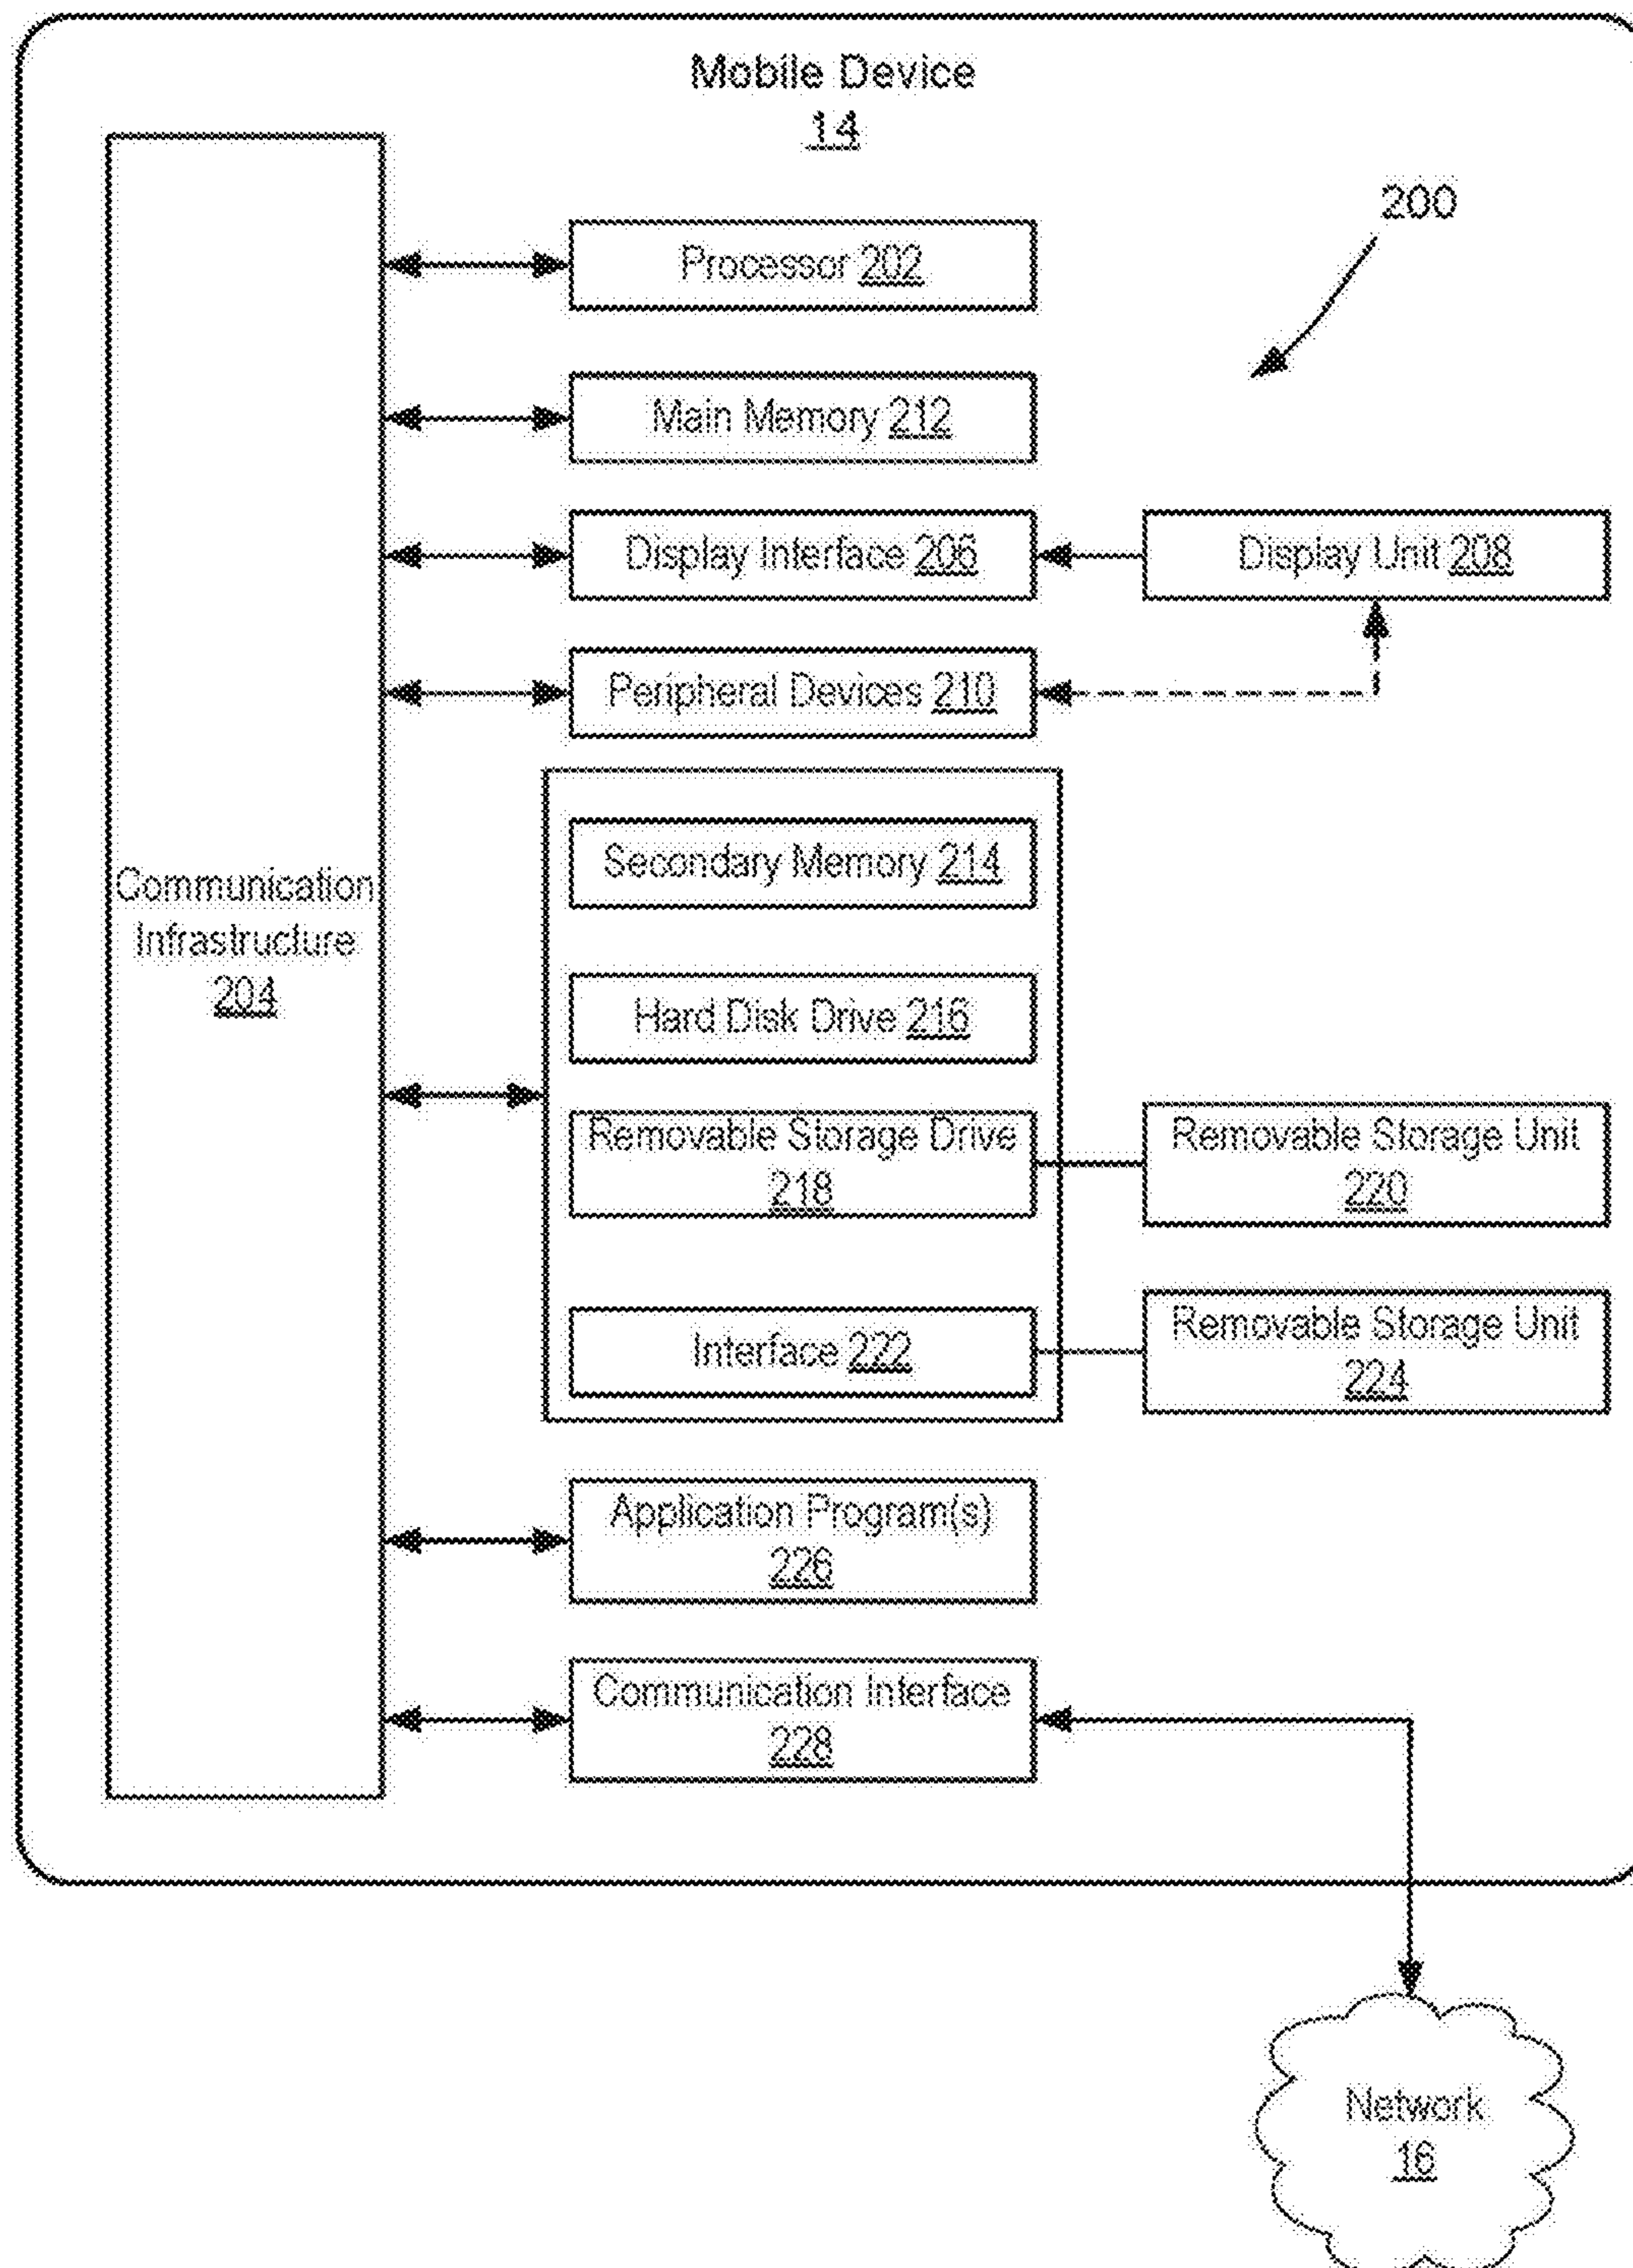 Mobile Device
14
200
Processor 202
Main Memory 212
Display Interface 206
Display Unit 208
Peripheral Devices 210
Secondary Memory 214
Communication
Infrastructure
204
Hard Disk Drive 216
Removable Storage Drive
218
Removable Storage Unit
220
Interface 222
Removable Storage Unit
224
Application Program(s)
226
Communication Interface
228
Network
16